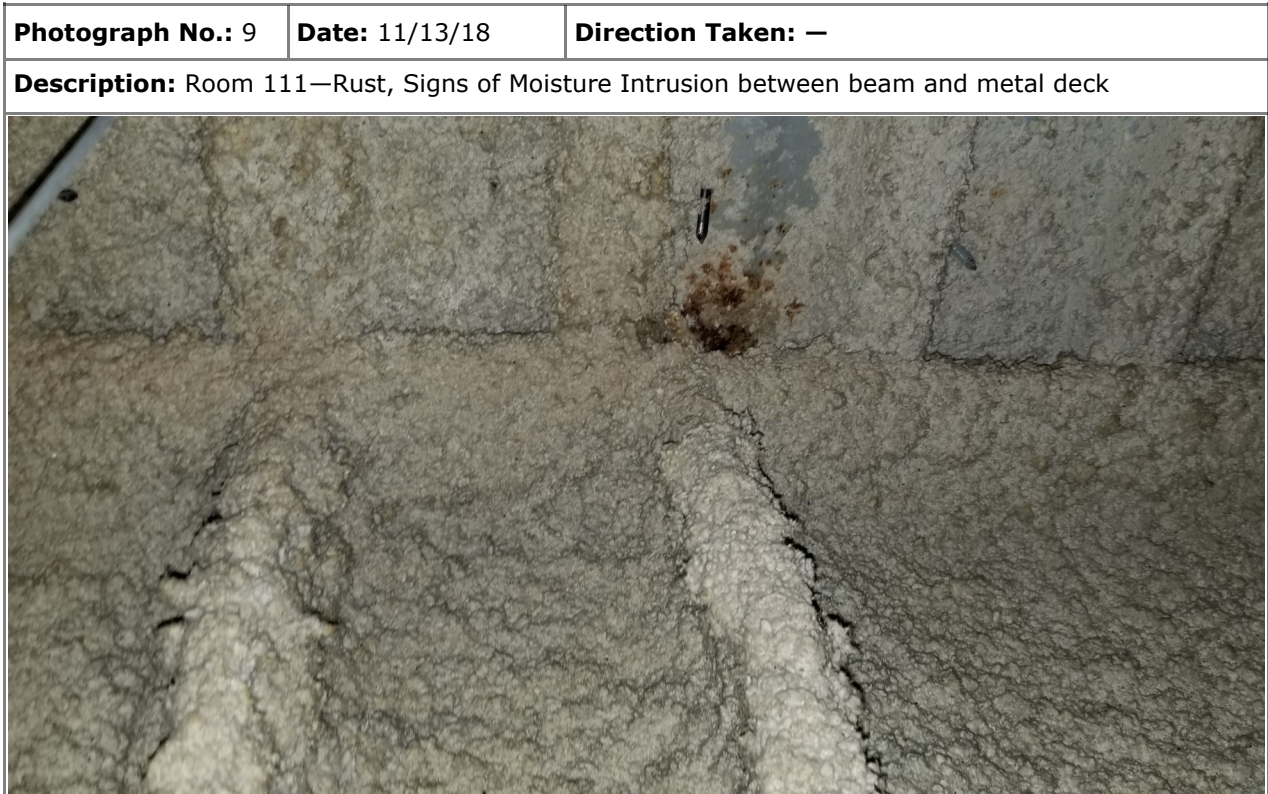 Photograph No.: 9
Date: 11/13/18
Direction Taken: —
Description: Room 111—Rust, Signs of Moisture Intrusion between beam and metal deck